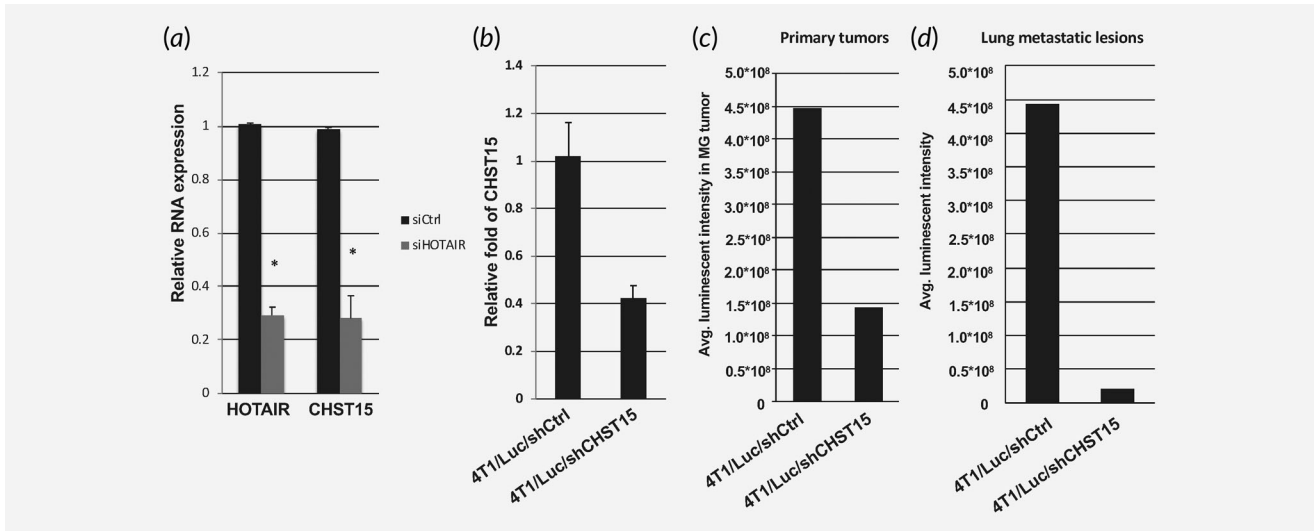 (a)
Relative RNA expression
1.2
1
0.8
0.6
0.4
0.2
0
HOTAIR
CHST15
*
*
siCtrl
siHOTAIR
(b)
Relative fold of CHST15
1.4
1.2
1
0.8
0.6
0.4
0.2
0
4T1/Luc/shCtrl
4T1/Luc/shCHST15
(c)
Primary tumors
Avg. luminescent intensity in MG tumor
5.0*10⁸
4.5*10⁸
4.0*10⁸
3.5*10⁸
3.0*10⁸
2.5*10⁸
2.0*10⁸
1.5*10⁸
1.0*10⁸
0.5*10⁸
0
4T1/Luc/shCtrl
4T1/Luc/shCHST15
(d)
Lung metastatic lesions
Avg. luminescent intensity
5.0*10⁸
4.5*10⁸
4.0*10⁸
3.5*10⁸
3.0*10⁸
2.5*10⁸
2.0*10⁸
1.5*10⁸
1.0*10⁸
0.5*10⁸
0
4T1/Luc/shCtrl
4T1/Luc/shCHST15